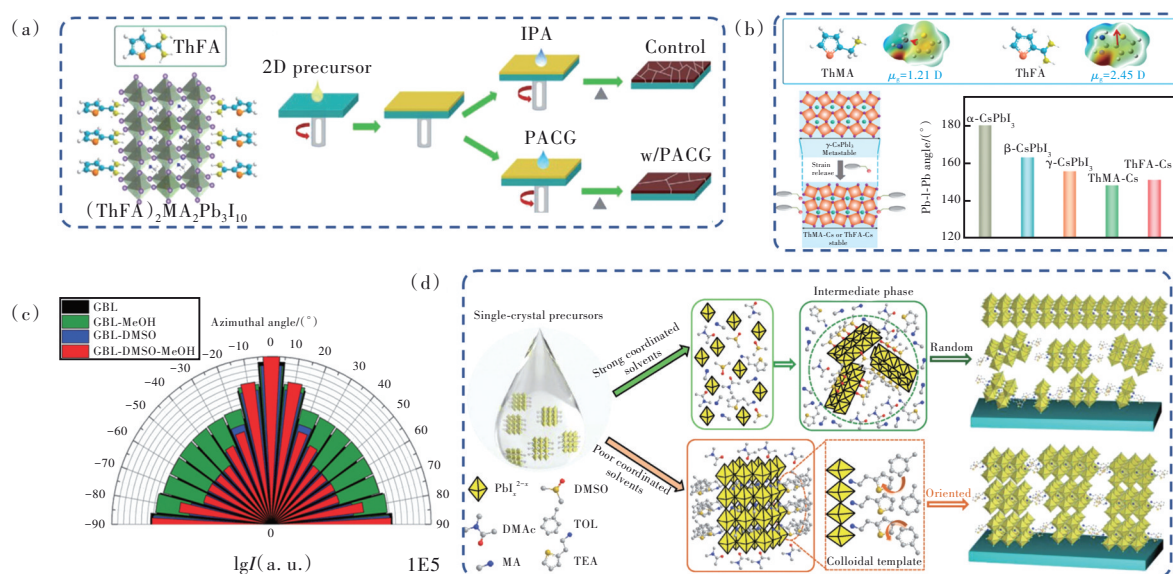 (a)
ThFA
2D precursor
IPA
Control
PACG
w/PACG
(ThFA)₂MA₂Pb₃I₁₀
(b)
ThMA
μg=1.21 D
ThFA
μg=2.45 D
γ-CsPbI₃
Metastable
Strain
release
ThMA-Cs or ThFA-Cs
stable
Pb-I-Pb angle/(°)
180
160
140
120
α-CsPbI₃
β-CsPbI₃
γ-CsPbI₃
ThMA-Cs
ThFA-Cs
(c)
GBL
GBL-MeOH
GBL-DMSO
GBL-DMSO-MeOH
Azimuthal angle/(°)
-90
-80
-70
-60
-50
-40
-30
-20
-10
0
10
20
30
40
50
60
70
80
90
0
lgI(a. u.)
1E5
(d)
Single-crystal precursors
Strong coordinated
solvents
Poor coordinated
solvents
Intermediate phase
Random
Oriented
Colloidal template
PbIₓ²⁻ˣ
DMSO
DMAc
TOL
MA
TEA